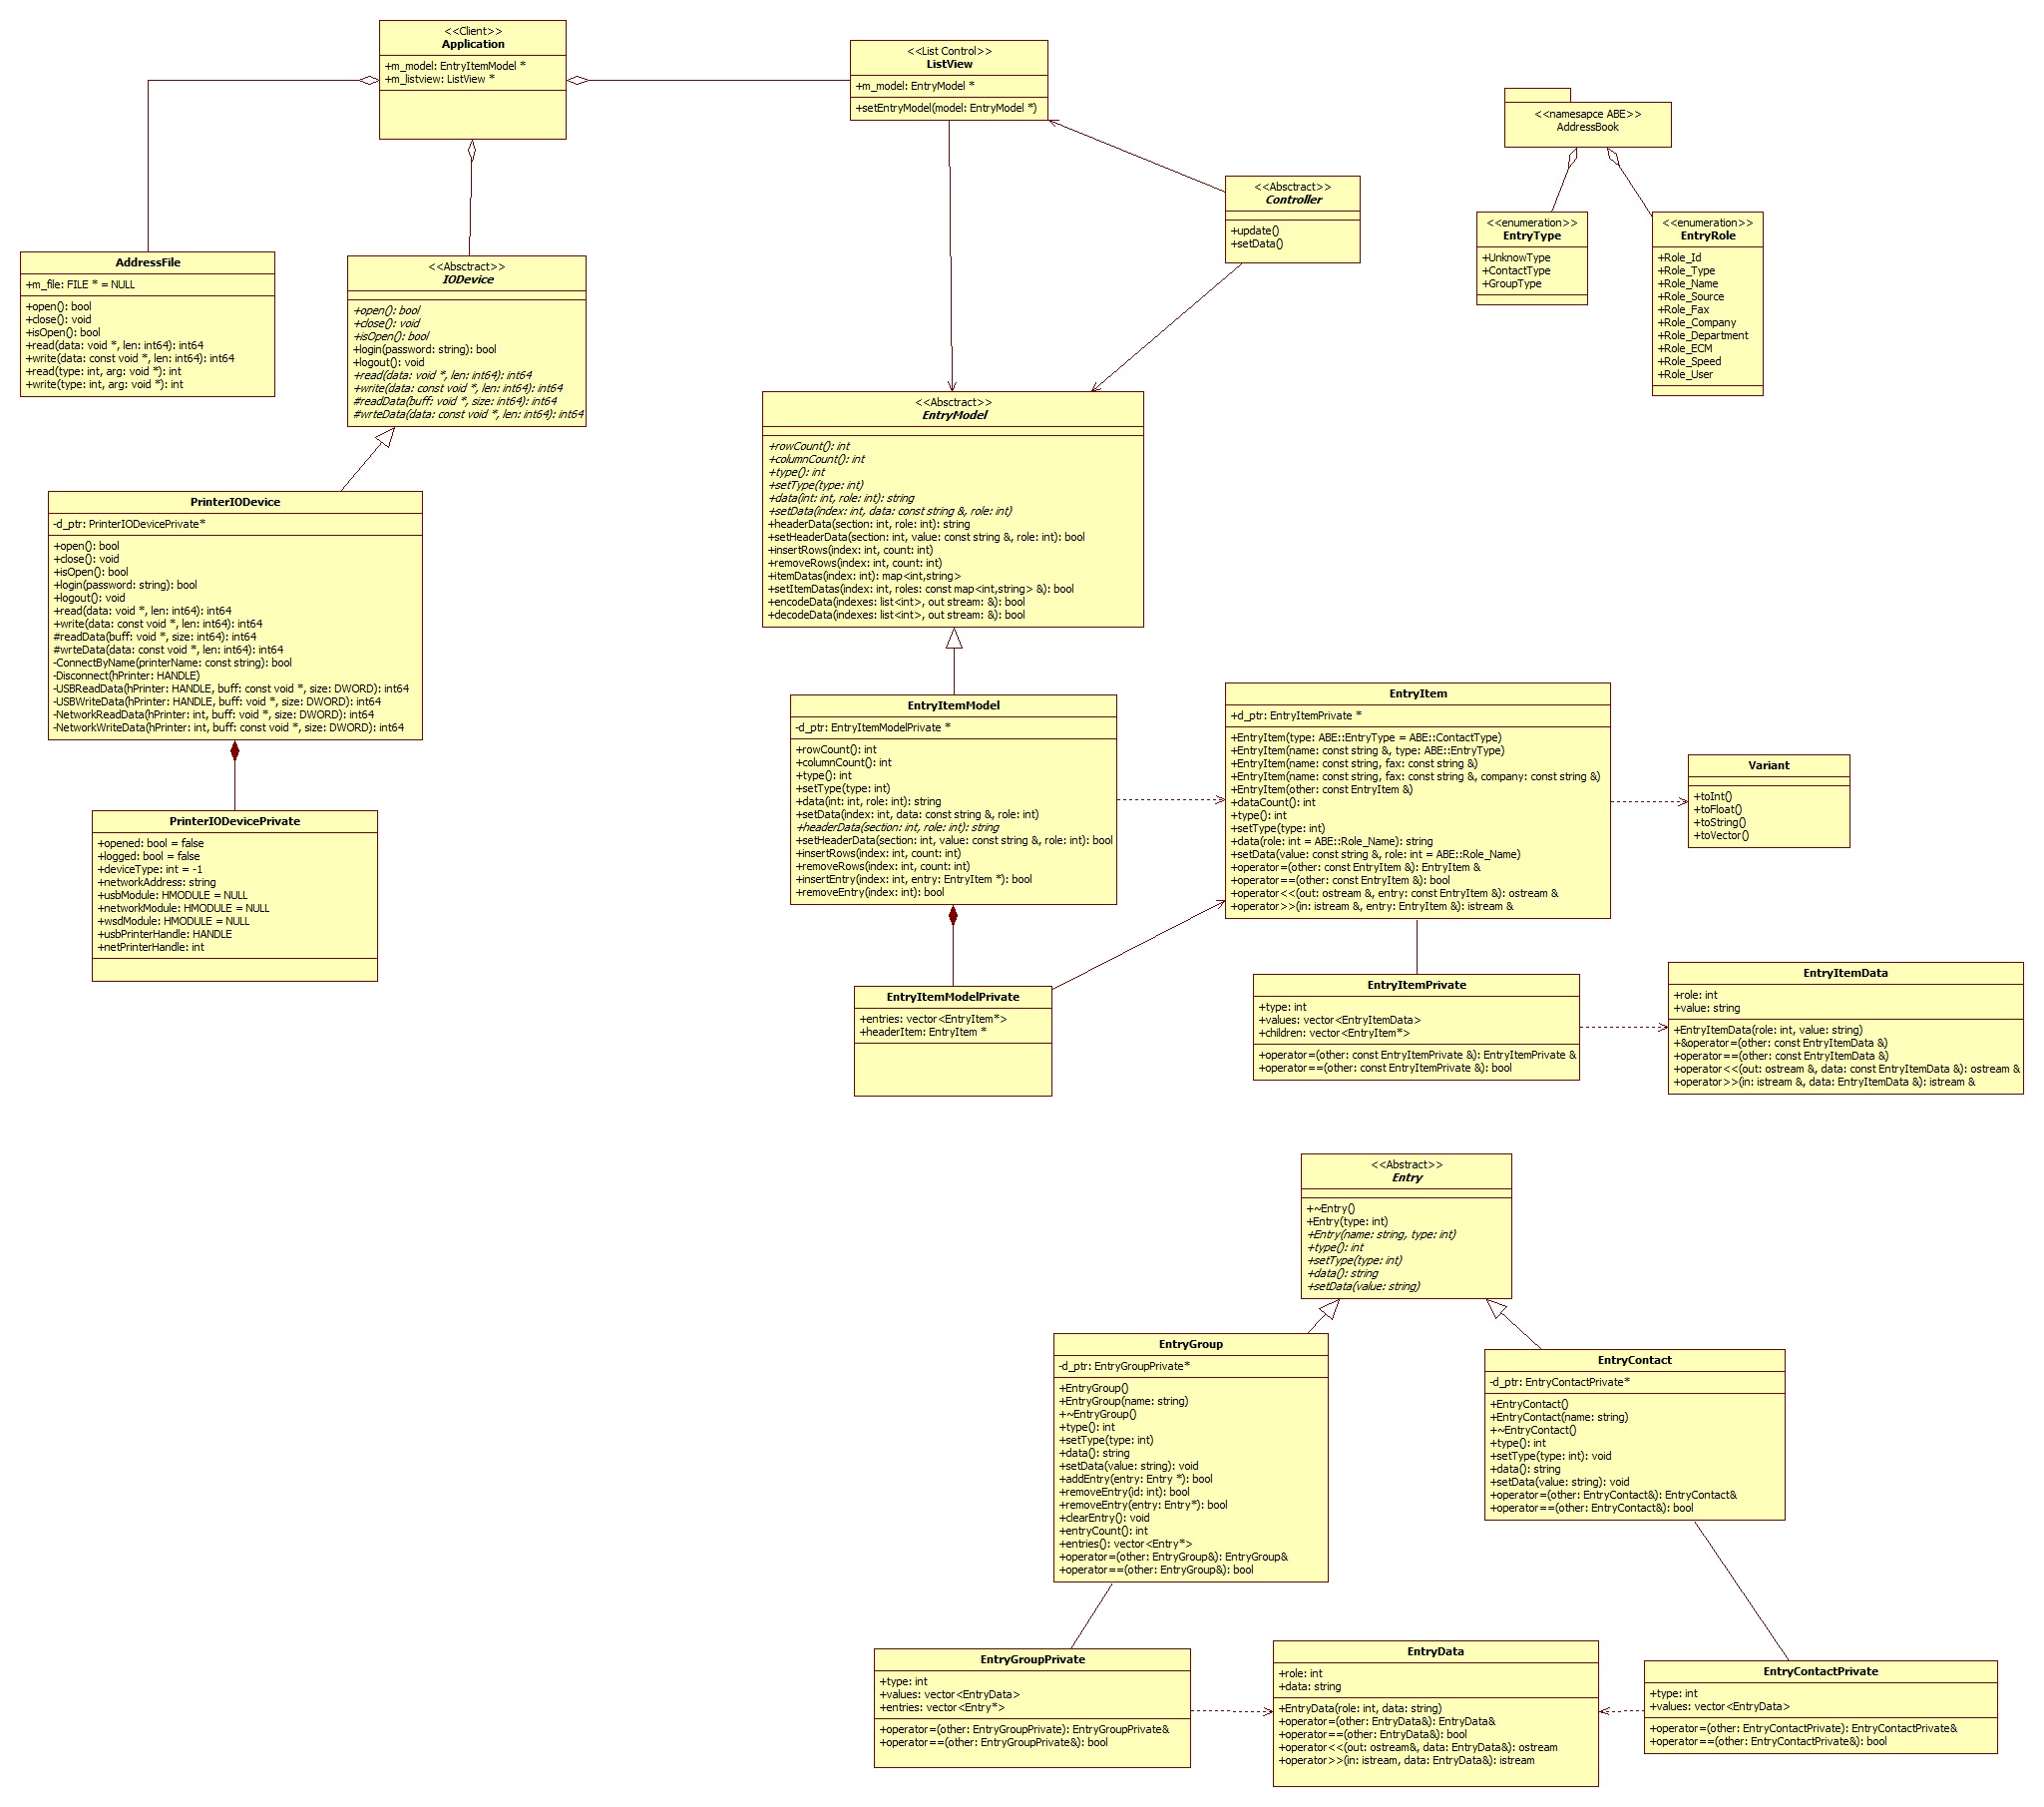 <<Client>>
Application
+m_model: EntryItemModel *
+m_listview: ListView *
<<List Control>>
ListView
+m_model: EntryModel *
+setEntryModel(model: EntryModel *)
<<namesapce ABE>>
AddressBook
<<Absctract>>
Controller
+update()
+setData()
<<enumeration>>
EntryType
+UnknowType
+ContactType
+GroupType
<<enumeration>>
EntryRole
+Role_Id
+Role_Type
+Role_Name
+Role_Source
+Role_Fax
+Role_Company
+Role_Department
+Role_ECM
+Role_Speed
+Role_User
AddressFile
+m_file: FILE * = NULL
+open(): bool
+close(): void
+isOpen(): bool
+read(data: void *, len: int64): int64
+write(data: const void *, len: int64): int64
+read(type: int, arg: void *): int
+write(type: int, arg: void *): int
<<Absctract>>
IODevice
+open(): bool
+close(): void
+isOpen(): bool
+login(password: string): bool
+logout(): void
+read(data: void *, len: int64): int64
+write(data: const void *, len: int64): int64
#readData(buff: void *, size: int64): int64
#wrteData(data: const void *, len: int64): int64
<<Absctract>>
EntryModel
+rowCount(): int
+columnCount(): int
+type(): int
+setType(type: int)
+data(int: int, role: int): string
+setData(index: int, data: const string &, role: int)
+headerData(section: int, role: int): string
+setHeaderData(section: int, value: const string &, role: int): bool
+insertRows(index: int, count: int)
+removeRows(index: int, count: int)
+itemDatas(index: int): map<int,string>
+setItemDatas(index: int, roles: const map<int,string> &): bool
+encodeData(indexes: list<int>, out stream: &): bool
+decodeData(indexes: list<int>, out stream: &): bool
PrinterIODevice
-d_ptr: PrinterIODevicePrivate*
+open(): bool
+close(): void
+isOpen(): bool
+login(password: string): bool
+logout(): void
+read(data: void *, len: int64): int64
+write(data: const void *, len: int64): int64
#readData(buff: void *, size: int64): int64
#wrteData(data: const void *, len: int64): int64
-ConnectByName(printerName: const string): bool
-Disconnect(hPrinter: HANDLE)
-USBReadData(hPrinter: HANDLE, buff: const void *, size: DWORD): int64
-USBWriteData(hPrinter: HANDLE, buff: void *, size: DWORD): int64
-NetworkReadData(hPrinter: int, buff: void *, size: DWORD): int64
-NetworkWriteData(hPrinter: int, buff: const void *, size: DWORD): int64
EntryItemModel
-d_ptr: EntryItemModelPrivate *
+rowCount(): int
+columnCount(): int
+type(): int
+setType(type: int)
+data(int: int, role: int): string
+setData(index: int, data: const string &, role: int)
+headerData(section: int, role: int): string
+setHeaderData(section: int, value: const string &, role: int): bool
+insertRows(index: int, count: int)
+removeRows(index: int, count: int)
+insertEntry(index: int, entry: EntryItem *): bool
+removeEntry(index: int): bool
EntryItem
+d_ptr: EntryItemPrivate *
+EntryItem(type: ABE::EntryType = ABE::ContactType)
+EntryItem(name: const string &, type: ABE::EntryType)
+EntryItem(name: const string, fax: const string &)
+EntryItem(name: const string, fax: const string &, company: const string &)
+EntryItem(other: const EntryItem &)
+dataCount(): int
+type(): int
+setType(type: int)
+data(role: int = ABE::Role_Name): string
+setData(value: const string &, role: int = ABE::Role_Name)
+operator=(other: const EntryItem &): EntryItem &
+operator==(other: const EntryItem &): bool
+operator<<(out: ostream &, entry: const EntryItem &): ostream &
+operator>>(in: istream &, entry: EntryItem &): istream &
Variant
+toInt()
+toFloat()
+toString()
+toVector()
PrinterIODevicePrivate
+opened: bool = false
+logged: bool = false
+deviceType: int = -1
+networkAddress: string
+usbModule: HMODULE = NULL
+networkModule: HMODULE = NULL
+wsdModule: HMODULE = NULL
+usbPrinterHandle: HANDLE
+netPrinterHandle: int
EntryItemModelPrivate
+entries: vector<EntryItem*>
+headerItem: EntryItem *
EntryItemPrivate
+type: int
+values: vector<EntryItemData>
+children: vector<EntryItem*>
+operator=(other: const EntryItemPrivate &): EntryItemPrivate &
+operator==(other: const EntryItemPrivate &): bool
EntryItemData
+role: int
+value: string
+EntryItemData(role: int, value: string)
+&operator=(other: const EntryItemData &)
+operator==(other: const EntryItemData &)
+operator<<(out: ostream &, data: const EntryItemData &): ostream &
+operator>>(in: istream &, data: EntryItemData &): istream &
<<Abstract>>
Entry
+~Entry()
+Entry(type: int)
+Entry(name: string, type: int)
+type(): int
+setType(type: int)
+data(): string
+setData(value: string)
EntryGroup
-d_ptr: EntryGroupPrivate*
+EntryGroup()
+EntryGroup(name: string)
+~EntryGroup()
+type(): int
+setType(type: int)
+data(): string
+setData(value: string): void
+addEntry(entry: Entry *): bool
+removeEntry(id: int): bool
+removeEntry(entry: Entry*): bool
+clearEntry(): void
+entryCount(): int
+entries(): vector<Entry*>
+operator=(other: EntryGroup&): EntryGroup&
+operator==(other: EntryGroup&): bool
EntryContact
-d_ptr: EntryContactPrivate*
+EntryContact()
+EntryContact(name: string)
+~EntryContact()
+type(): int
+setType(type: int): void
+data(): string
+setData(value: string): void
+operator=(other: EntryContact&): EntryContact&
+operator==(other: EntryContact&): bool
EntryGroupPrivate
+type: int
+values: vector<EntryData>
+entries: vector<Entry*>
+operator=(other: EntryGroupPrivate): EntryGroupPrivate&
+operator==(other: EntryGroupPrivate&): bool
EntryData
+role: int
+data: string
+EntryData(role: int, data: string)
+operator=(other: EntryData&): EntryData&
+operator==(other: EntryData&): bool
+operator<<(out: ostream&, data: EntryData&): ostream
+operator>>(in: istream, data: EntryData&): istream
EntryContactPrivate
+type: int
+values: vector<EntryData>
+operator=(other: EntryContactPrivate): EntryContactPrivate&
+operator==(other: EntryContactPrivate&): bool